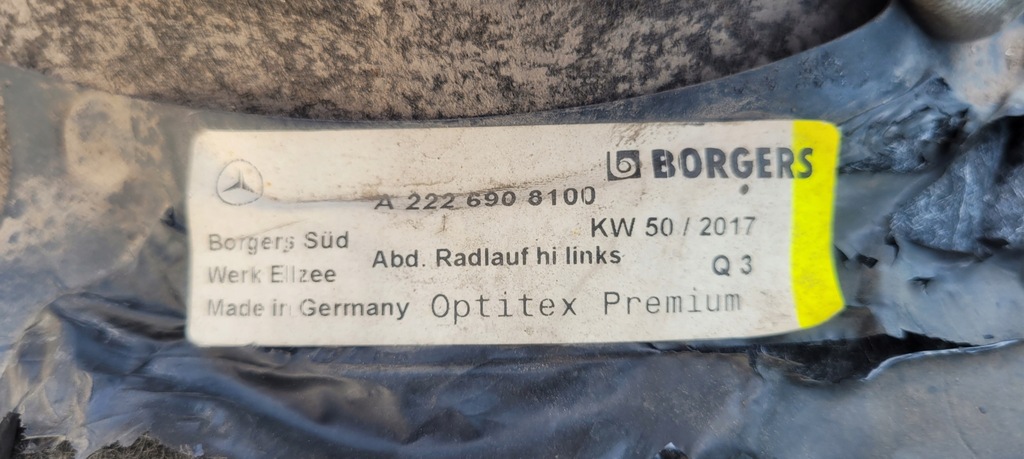 BORGERS
A 222 690 8100
KW 50 / 2017
Borgers Süd
Abd. Radlauf hi links
Werk Ellzee
Q 3
Made in Germany
Optitex Premium